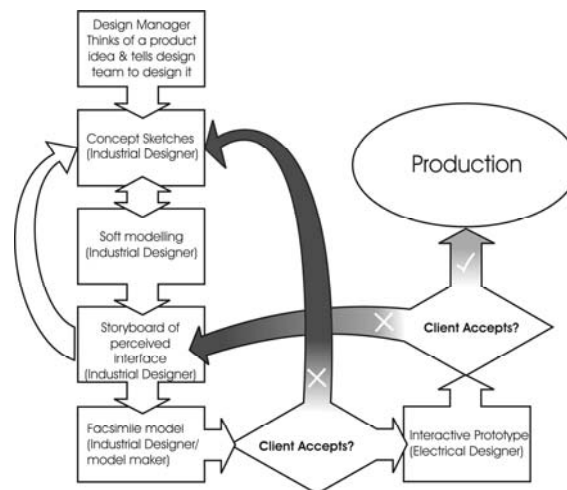 Design Manager
Thinks of a product
idea & tells design
team to design it
Concept Sketches
(Industrial Designer)
Soft modelling
(Industrial Designer)
Storyboard of
perceived
interface
(Industrial Designer)
Facsimile model
(Industrial Designer/
model maker)
Client Accepts?
Interactive Prototype
(Electrical Designer)
Client Accepts?
Production